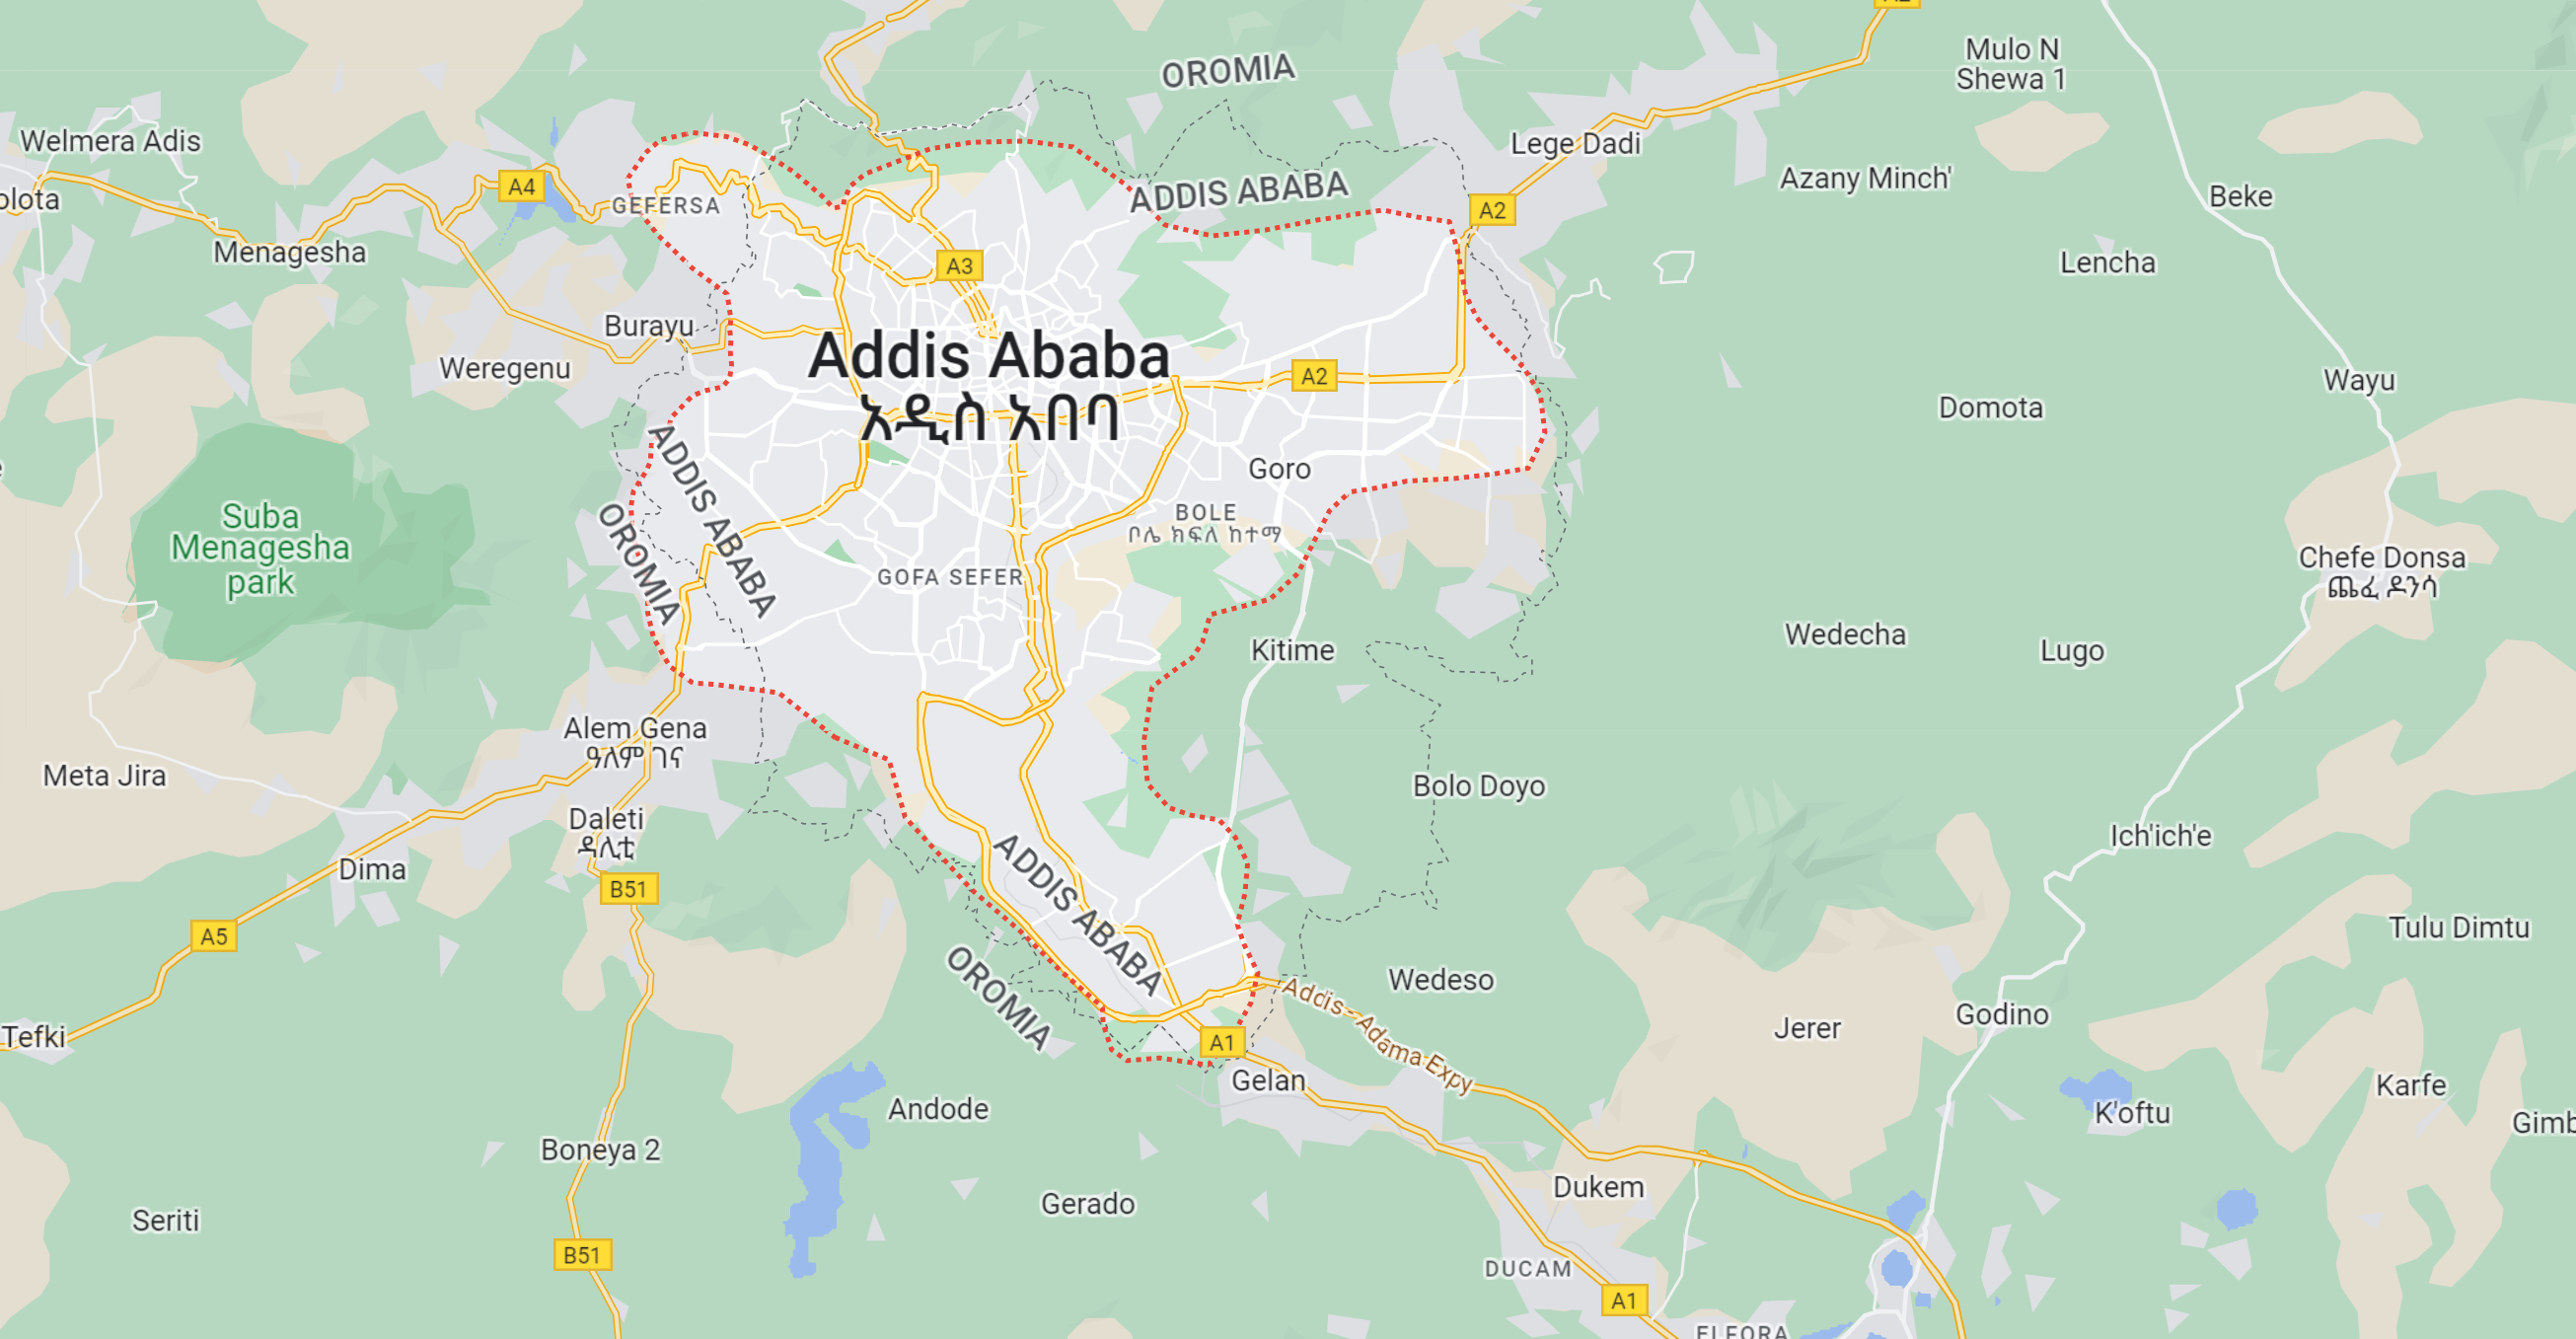 A2
Mulo N
Shewa 1
OROMIA
Welmera Adis
Lege Dadi
Azany Minch'
A4
olota
GEFERSA
ADDIS ABABA
A2
Beke
Menagesha
A3
Lencha
Burayu
Weregenu
Addis Ababa
አዲስ አበባ
A2
Wayu
Domota
Goro
ADDIS ABABA
OROMIA
Suba
Menagesha
park
BOLE
ቦሌ ክፍለ ከተማ
GOFA SEFER
Chefe Donsa
ጨፈ ዶንሳ
Kitime
Wedecha
Lugo
Alem Gena
ዓለም ገና
Meta Jira
Bolo Doyo
Daleti
ዳሊቲ
Ich'ich'e
Dima
B51
ADDIS ABABA
A5
Tulu Dimtu
OROMIA
Wedeso
Addis - Adama Expy
Tefki
Godino
Jerer
A1
Gelan
Karfe
Andode
K'oftu
Gimb
Boneya 2
Dukem
Gerado
Seriti
B51
DUCAM
A1
ELFORA